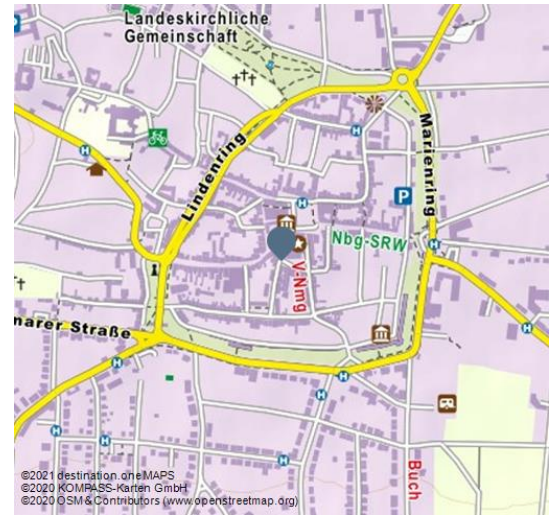 Landeskirchliche
Gemeinschaft
Lindenring
Marienring
P
Nbg-SRW
V-Nmg
narer Straße
Buch
H
H
H
H
H
H
H
H
H
H
H
H
©2021 destination.one MAPS
©2020 KOMPASS-Karten GmbH
©2020 OSM & Contributors (www.openstreetmap.org)